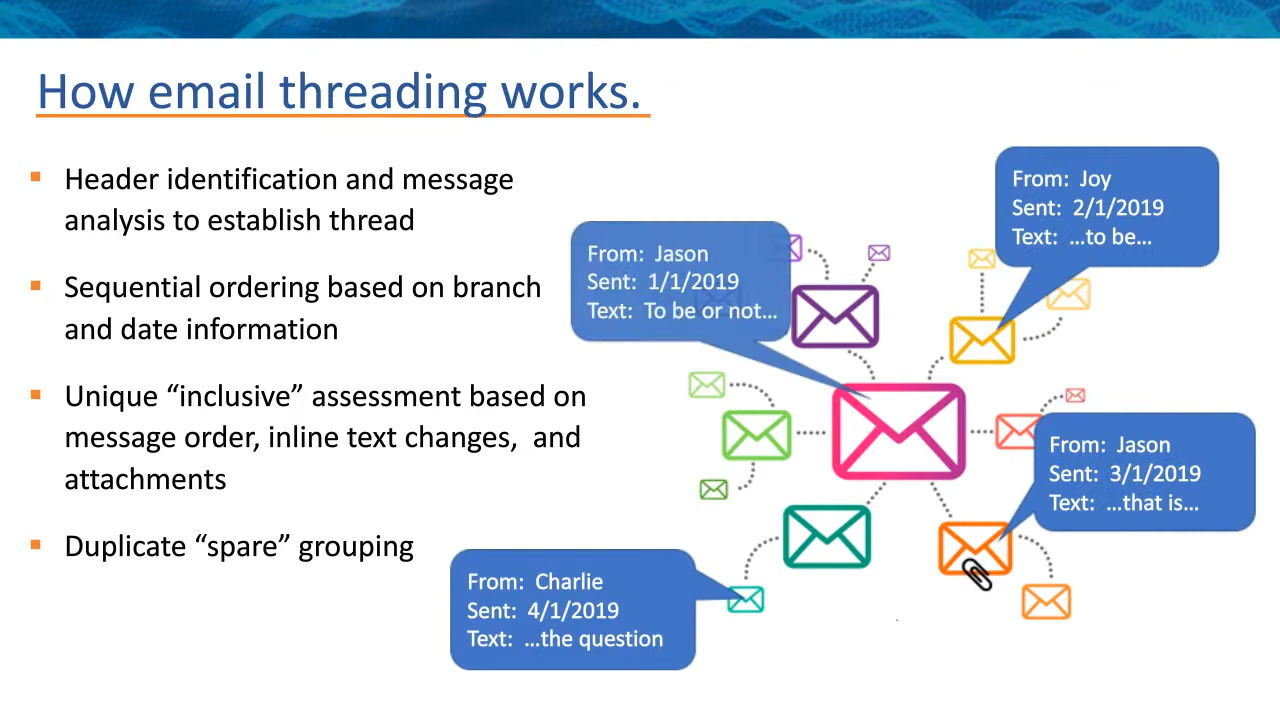 How email threading works.
Header identification and message
analysis to establish thread
Sequential ordering based on branch
and date information
Unique “inclusive” assessment based on
message order, inline text changes,  and
attachments
Duplicate “spare” grouping
From:  Jason
Sent:  1/1/2019
Text:  To be or not...
From:  Joy
Sent:  2/1/2019
Text:  ...to be...
From:  Jason
Sent:  3/1/2019
Text:  ...that is...
From:  Charlie
Sent:  4/1/2019
Text:  ...the question